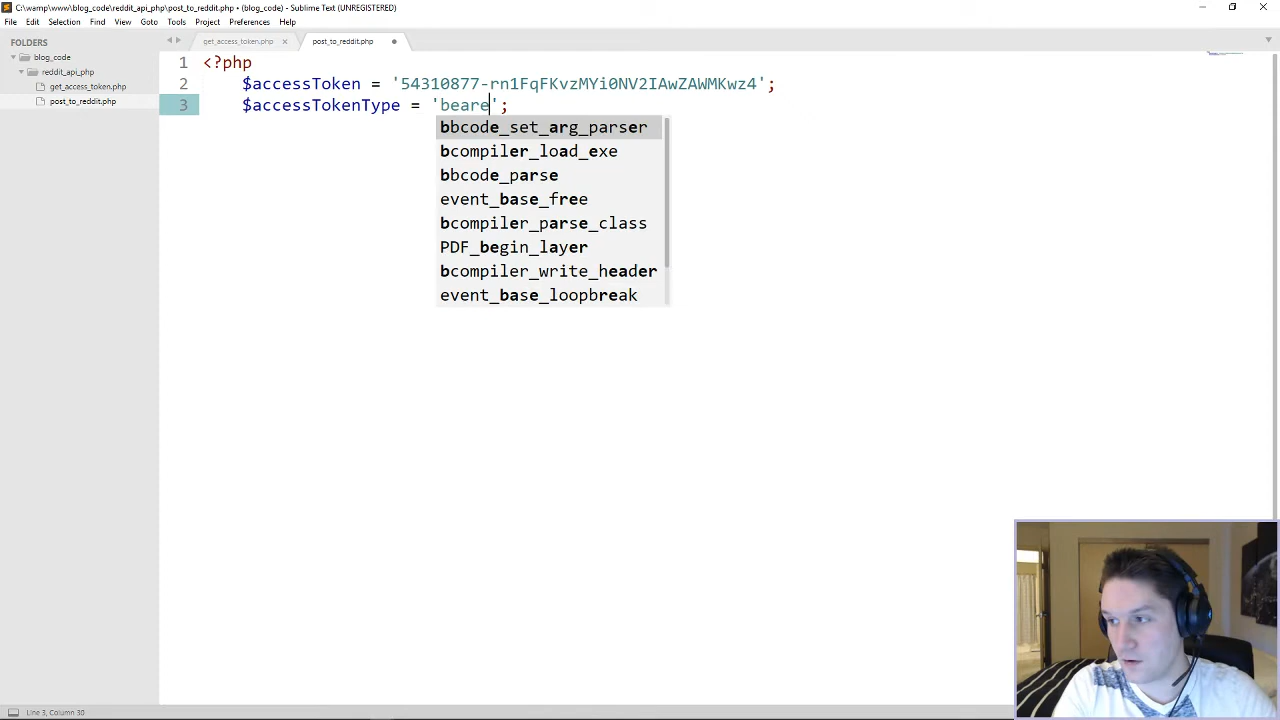 C:\wamp\www\blog_code\reddit_api_php\post_to_reddit.php • (blog_code) - Sublime Text (UNREGISTERED)
File Edit Selection Find View Goto Tools Project Preferences Help
FOLDERS
blog_code
reddit_api_php
get_access_token.php
post_to_reddit.php
get_access_token.php × post_to_reddit.php
1 <?php
2 $accessToken = '54310877-rn1FqFKvzMYi0NV2IAwZAWMKwz4';
3 $accessTokenType = 'beare';
bbcode_set_arg_parser
bcompiler_load_exe
bbcode_parse
event_base_free
bcompiler_parse_class
PDF_begin_layer
bcompiler_write_header
event_base_loopbreak
Line 3, Column 30